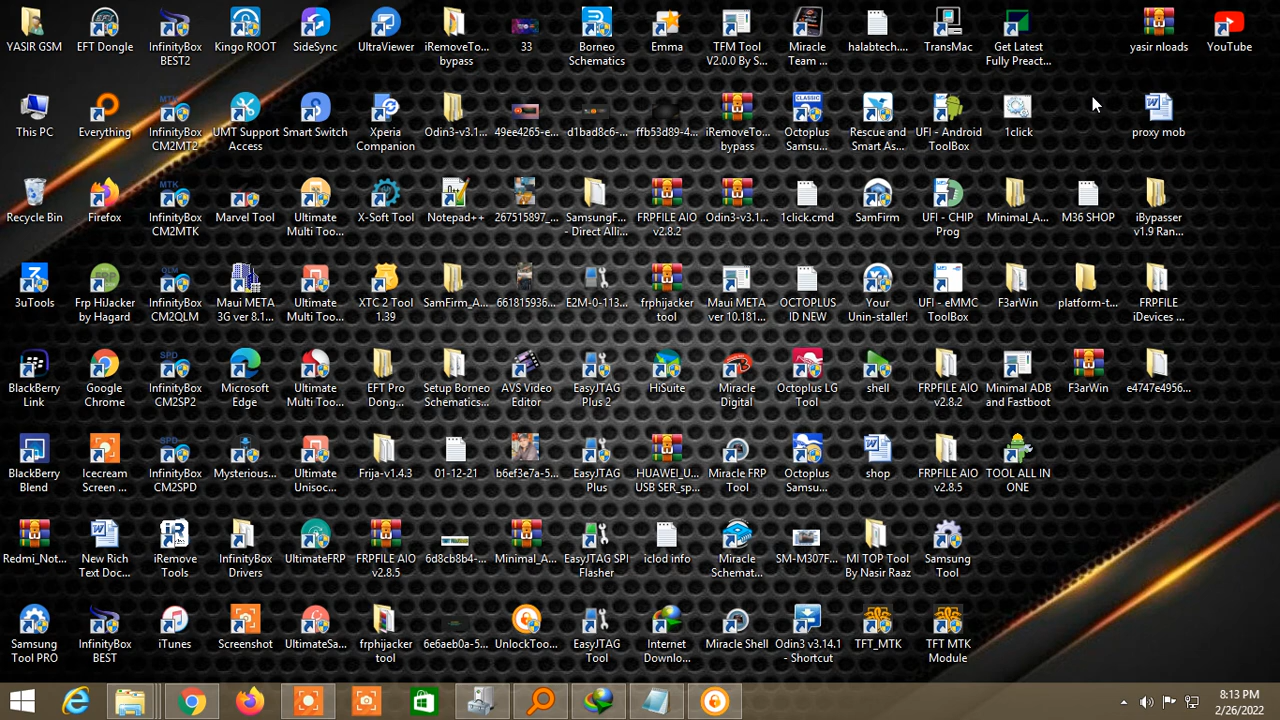 YASIR GSM
EFT Dongle
InfinityBox
BEST2
Kingo ROOT
SideSync
UltraViewer
iRemoveTo...
bypass
33
Borneo
Schematics
Emma
TFM Tool
V2.0.0 By S...
Miracle
Team ...
halabtech....
TransMac
Get Latest
Fully Preact...
yasir nloads
YouTube
This PC
Everything
InfinityBox
CM2MT2
UMT Support
Access
Smart Switch
Xperia
Companion
Odin3-v3.1...
49ee4265-e...
d1bad8c6-...
ffb53d89-4...
iRemoveTo...
bypass
Octoplus
Samsu...
Rescue and
Smart As...
UFI - Android
ToolBox
1click
proxy mob
Recycle Bin
Firefox
InfinityBox
CM2MTK
Marvel Tool
Ultimate
Multi Too...
X-Soft Tool
Notepad++
267515897_...
SamsungF...
- Direct Alli...
FRPFILE AIO
v2.8.2
Odin3-v3.1...
1click.cmd
SamFirm
UFI - CHIP
Prog
Minimal_A...
M36 SHOP
iBypasser
v1.9 Ran...
3uTools
Frp HiJacker
by Hagard
InfinityBox
CM2QLM
Maui META
3G ver 8.1...
Ultimate
Multi Too...
XTC 2 Tool
1.39
SamFirm_A...
661815936...
E2M-0-113...
frphijacker
tool
Maui META
ver 10.181...
OCTOPLUS
ID NEW
Your
Unin-staller!
UFI - eMMC
ToolBox
F3arWin
platform-t...
FRPFILE
iDevices ...
BlackBerry
Link
Google
Chrome
InfinityBox
CM2SP2
Microsoft
Edge
Ultimate
Multi Too...
EFT Pro
Dong...
Setup Borneo
Schematics...
AVS Video
Editor
EasyJTAG
Plus 2
HiSuite
Miracle
Digital
Octoplus LG
Tool
shell
FRPFILE AIO
v2.8.2
Minimal ADB
and Fastboot
F3arWin
e4747e4956...
BlackBerry
Blend
Icecream
Screen ...
InfinityBox
CM2SPD
Mysterious...
Ultimate
Unisoc...
Frija-v1.4.3
01-12-21
b6ef3e7a-5...
EasyJTAG
Plus
HUAWEI_U...
USB SER_sp...
Miracle FRP
Tool
Octoplus
Samsu...
shop
FRPFILE AIO
v2.8.5
TOOL ALL IN
ONE
Redmi_Not...
New Rich
Text Doc...
iRemove
Tools
InfinityBox
Drivers
UltimateFRP
FRPFILE AIO
v2.8.5
6d8cb8b4-...
Minimal_A...
EasyJTAG SPI
Flasher
iclod info
Miracle
Schemat...
SM-M307F...
MI TOP Tool
By Nasir Raaz
Samsung
Tool
Samsung
Tool PRO
InfinityBox
BEST
iTunes
Screenshot
UltimateSa...
frphijacker
tool
6e6aeb0a-5...
UnlockToo...
EasyJTAG
Tool
Internet
Downlo...
Miracle Shell
Odin3 v3.14.1
- Shortcut
TFT_MTK
TFT MTK
Module
8:13 PM
2/26/2022